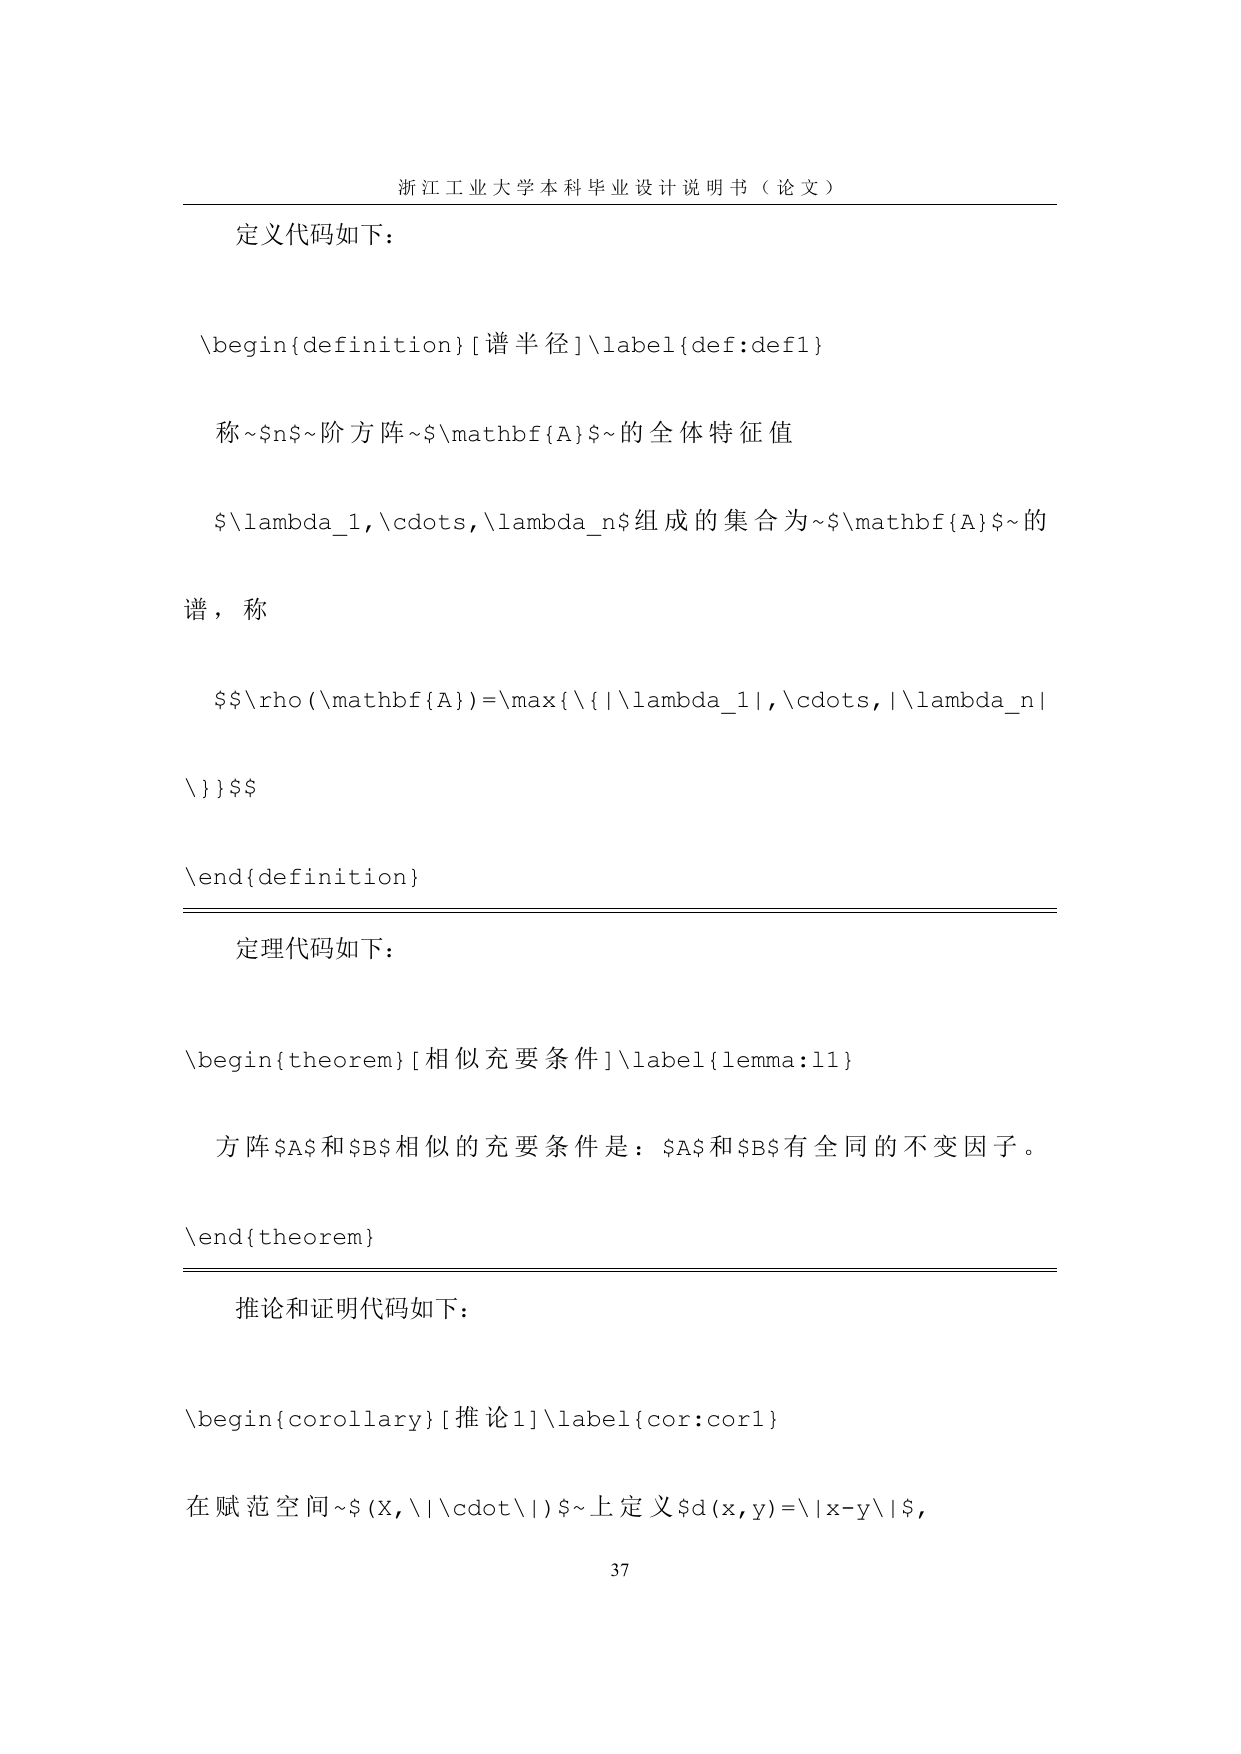 浙江工业大学本科毕业设计说明书（论文）
定义代码如下：
\begin{definition}[谱半径]\label{def:def1}
称~$n$~阶方阵~$\mathbf{A}$~的全体特征值
$\lambda_1,\cdots,\lambda_n$组成的集合为~$\mathbf{A}$~的
谱，称
$$\rho(\mathbf{A})=\max{\{|\lambda_1|,\cdots,|\lambda_n|
\}}$$
\end{definition}
定理代码如下：
\begin{theorem}[相似充要条件]\label{lemma:l1}
方阵$A$和$B$相似的充要条件是：$A$和$B$有全同的不变因子。
\end{theorem}
推论和证明代码如下：
\begin{corollary}[推论1]\label{cor:cor1}
在赋范空间~$(X,\|\cdot\|)$~上定义$d(x,y)=\|x-y\|$,
37